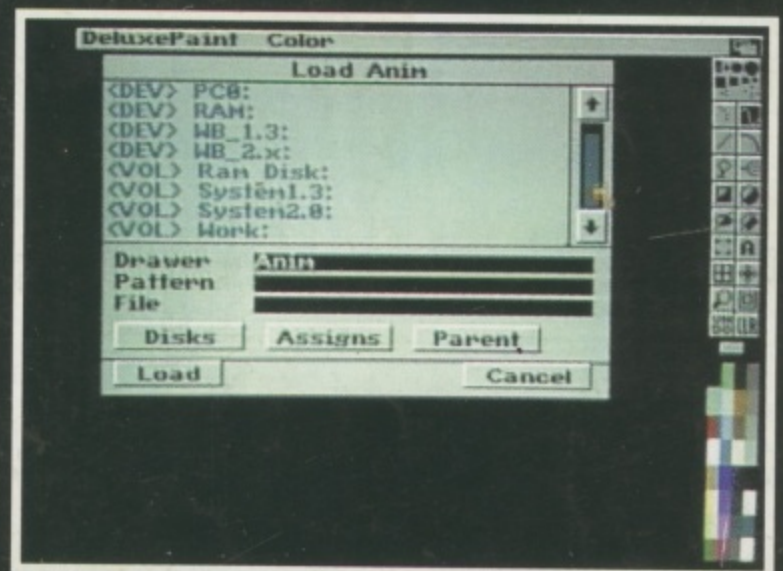 DeluxePaint Color
Load Anim
<DEV> PC0:
<DEV> RAM:
<DEV> WB_1.3:
<DEV> WB_2.x:
<VOL> Ram Disk:
<VOL> System1.3:
<VOL> System2.0:
<VOL> Work:
Drawer Anim
Pattern
File
Disks Assigns Parent
Load Cancel
A
CLR